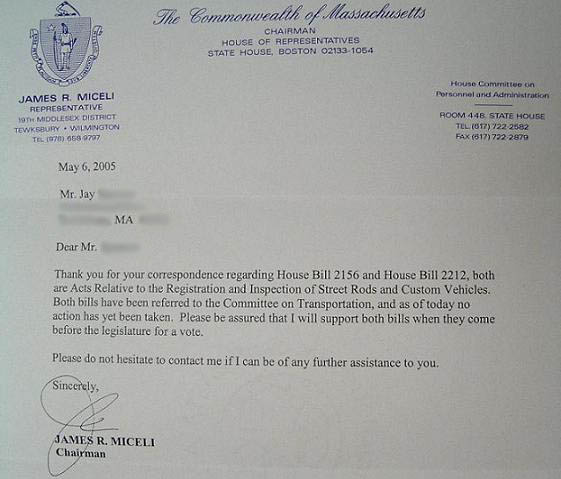 The Commonwealth of Massachusetts
CHAIRMAN
HOUSE OF REPRESENTATIVES
STATE HOUSE, BOSTON 02133-1054
JAMES R. MICELI
REPRESENTATIVE
19TH MIDDLESEX DISTRICT
TEWKSBURY • WILMINGTON
TEL (978) 658-9797
House Committee on
Personnel and Administration
ROOM 448, STATE HOUSE
TEL. (617) 722-2582
FAX (617) 722-2879
May 6, 2005
Mr. Jay
MA
Dear Mr.
Thank you for your correspondence regarding House Bill 2156 and House Bill 2212, both
are Acts Relative to the Registration and Inspection of Street Rods and Custom Vehicles.
Both bills have been referred to the Committee on Transportation, and as of today no
action has yet been taken. Please be assured that I will support both bills when they come
before the legislature for a vote.
Please do not hesitate to contact me if I can be of any further assistance to you.
Sincerely,
JAMES R. MICELI
Chairman